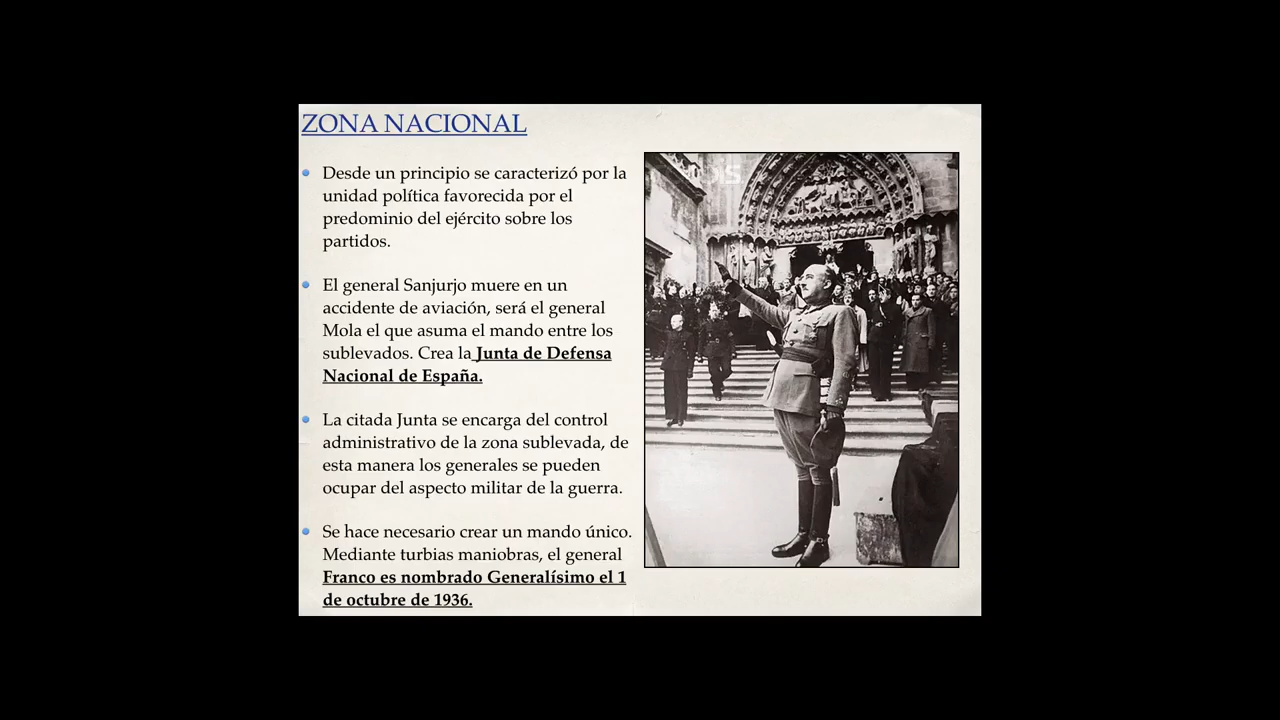 ZONA NACIONAL
Desde un principio se caracterizó por la
unidad política favorecida por el
predominio del ejército sobre los
partidos.
El general Sanjurjo muere en un
accidente de aviación, será el general
Mola el que asuma el mando entre los
sublevados. Crea la Junta de Defensa
Nacional de España.
La citada Junta se encarga del control
administrativo de la zona sublevada, de
esta manera los generales se pueden
ocupar del aspecto militar de la guerra.
Se hace necesario crear un mando único.
Mediante turbias maniobras, el general
Franco es nombrado Generalísimo el 1
de octubre de 1936.